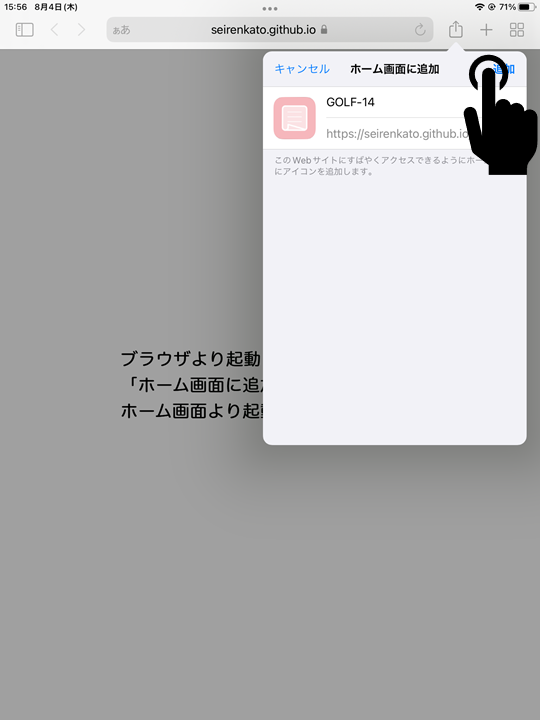 15:56 8月4日(木)
71%
ぁあ
seirenkato.github.io
キャンセル
ホーム画面に追加
追加
GOLF-14
https://seirenkato.github.io
このWebサイトにすばやくアクセスできるようにホー
にアイコンを追加します。
ブラウザより起動
「ホーム画面に追加
ホーム画面より起動